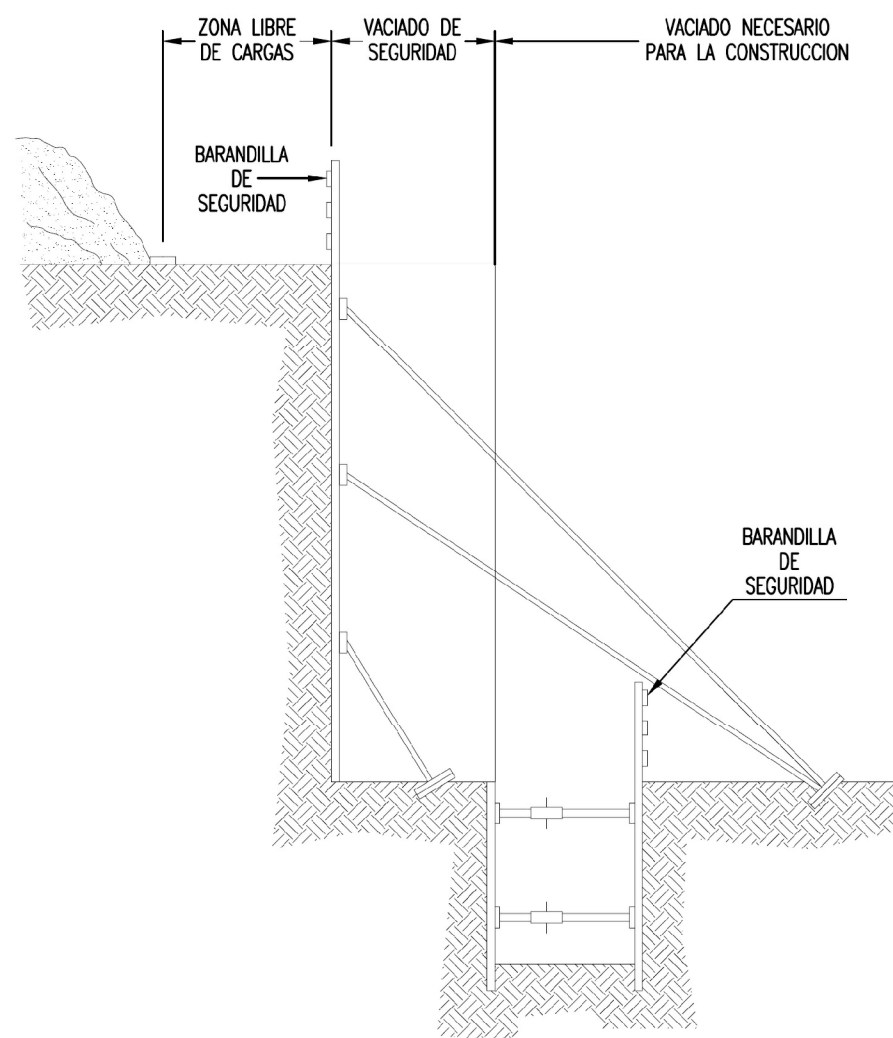 ZONA LIBRE
DE CARGAS
VACIADO DE
SEGURIDAD
VACIADO NECESARIO
PARA LA CONSTRUCCION
BARANDILLA
DE
SEGURIDAD
BARANDILLA
DE
SEGURIDAD